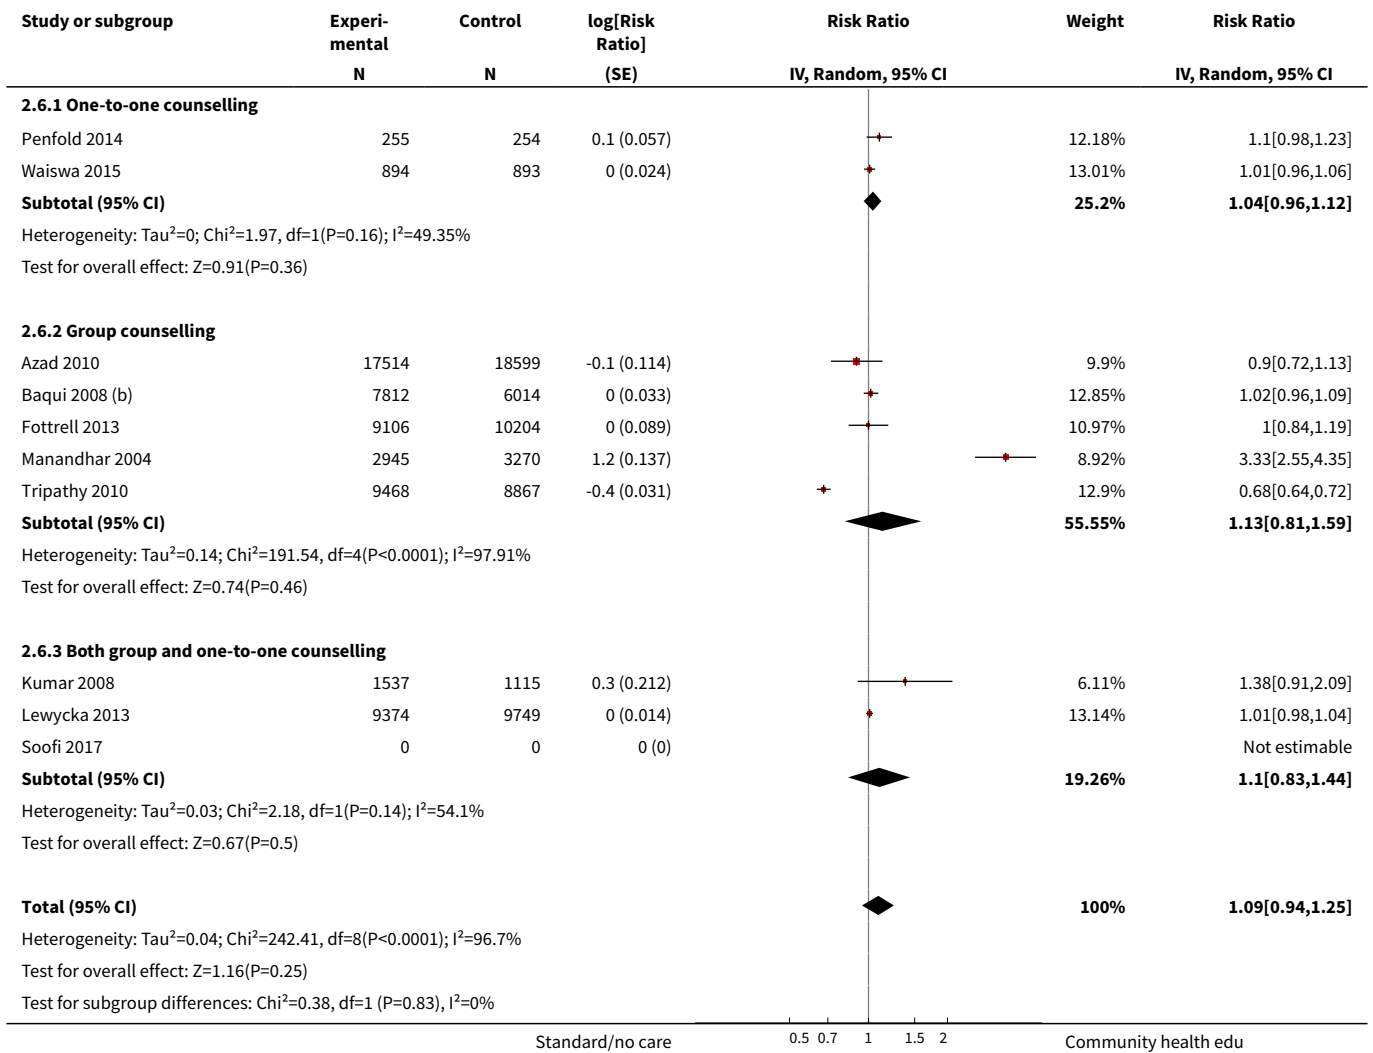 Study or subgroup Experi- Control log[Risk Risk Ratio Weight Risk Ratio
mental Ratio]
N N (SE) IV, Random, 95% CI IV, Random, 95% CI
2.6.1 One-to-one counselling
Penfold 2014 255 254 0.1 (0.057) 12.18% 1.1[0.98,1.23]
Waiswa 2015 894 893 0 (0.024) 13.01% 1.01[0.96,1.06]
Subtotal (95% CI) 25.2% 1.04[0.96,1.12]
Heterogeneity: Tau²=0; Chi²=1.97, df=1(P=0.16); I²=49.35%
Test for overall effect: Z=0.91(P=0.36)
2.6.2 Group counselling
Azad 2010 17514 18599 -0.1 (0.114) 9.9% 0.9[0.72,1.13]
Baqui 2008 (b) 7812 6014 0 (0.033) 12.85% 1.02[0.96,1.09]
Fottrell 2013 9106 10204 0 (0.089) 10.97% 1[0.84,1.19]
Manandhar 2004 2945 3270 1.2 (0.137) 8.92% 3.33[2.55,4.35]
Tripathy 2010 9468 8867 -0.4 (0.031) 12.9% 0.68[0.64,0.72]
Subtotal (95% CI) 55.55% 1.13[0.81,1.59]
Heterogeneity: Tau²=0.14; Chi²=191.54, df=4(P<0.0001); I²=97.91%
Test for overall effect: Z=0.74(P=0.46)
2.6.3 Both group and one-to-one counselling
Kumar 2008 1537 1115 0.3 (0.212) 6.11% 1.38[0.91,2.09]
Lewycka 2013 9374 9749 0 (0.014) 13.14% 1.01[0.98,1.04]
Soofi 2017 0 0 0 (0) Not estimable
Subtotal (95% CI) 19.26% 1.1[0.83,1.44]
Heterogeneity: Tau²=0.03; Chi²=2.18, df=1(P=0.14); I²=54.1%
Test for overall effect: Z=0.67(P=0.5)
Total (95% CI) 100% 1.09[0.94,1.25]
Heterogeneity: Tau²=0.04; Chi²=242.41, df=8(P<0.0001); I²=96.7%
Test for overall effect: Z=1.16(P=0.25)
Test for subgroup differences: Chi²=0.38, df=1 (P=0.83), I²=0%
Standard/no care 0.5 0.7 1 1.5 2 Community health edu